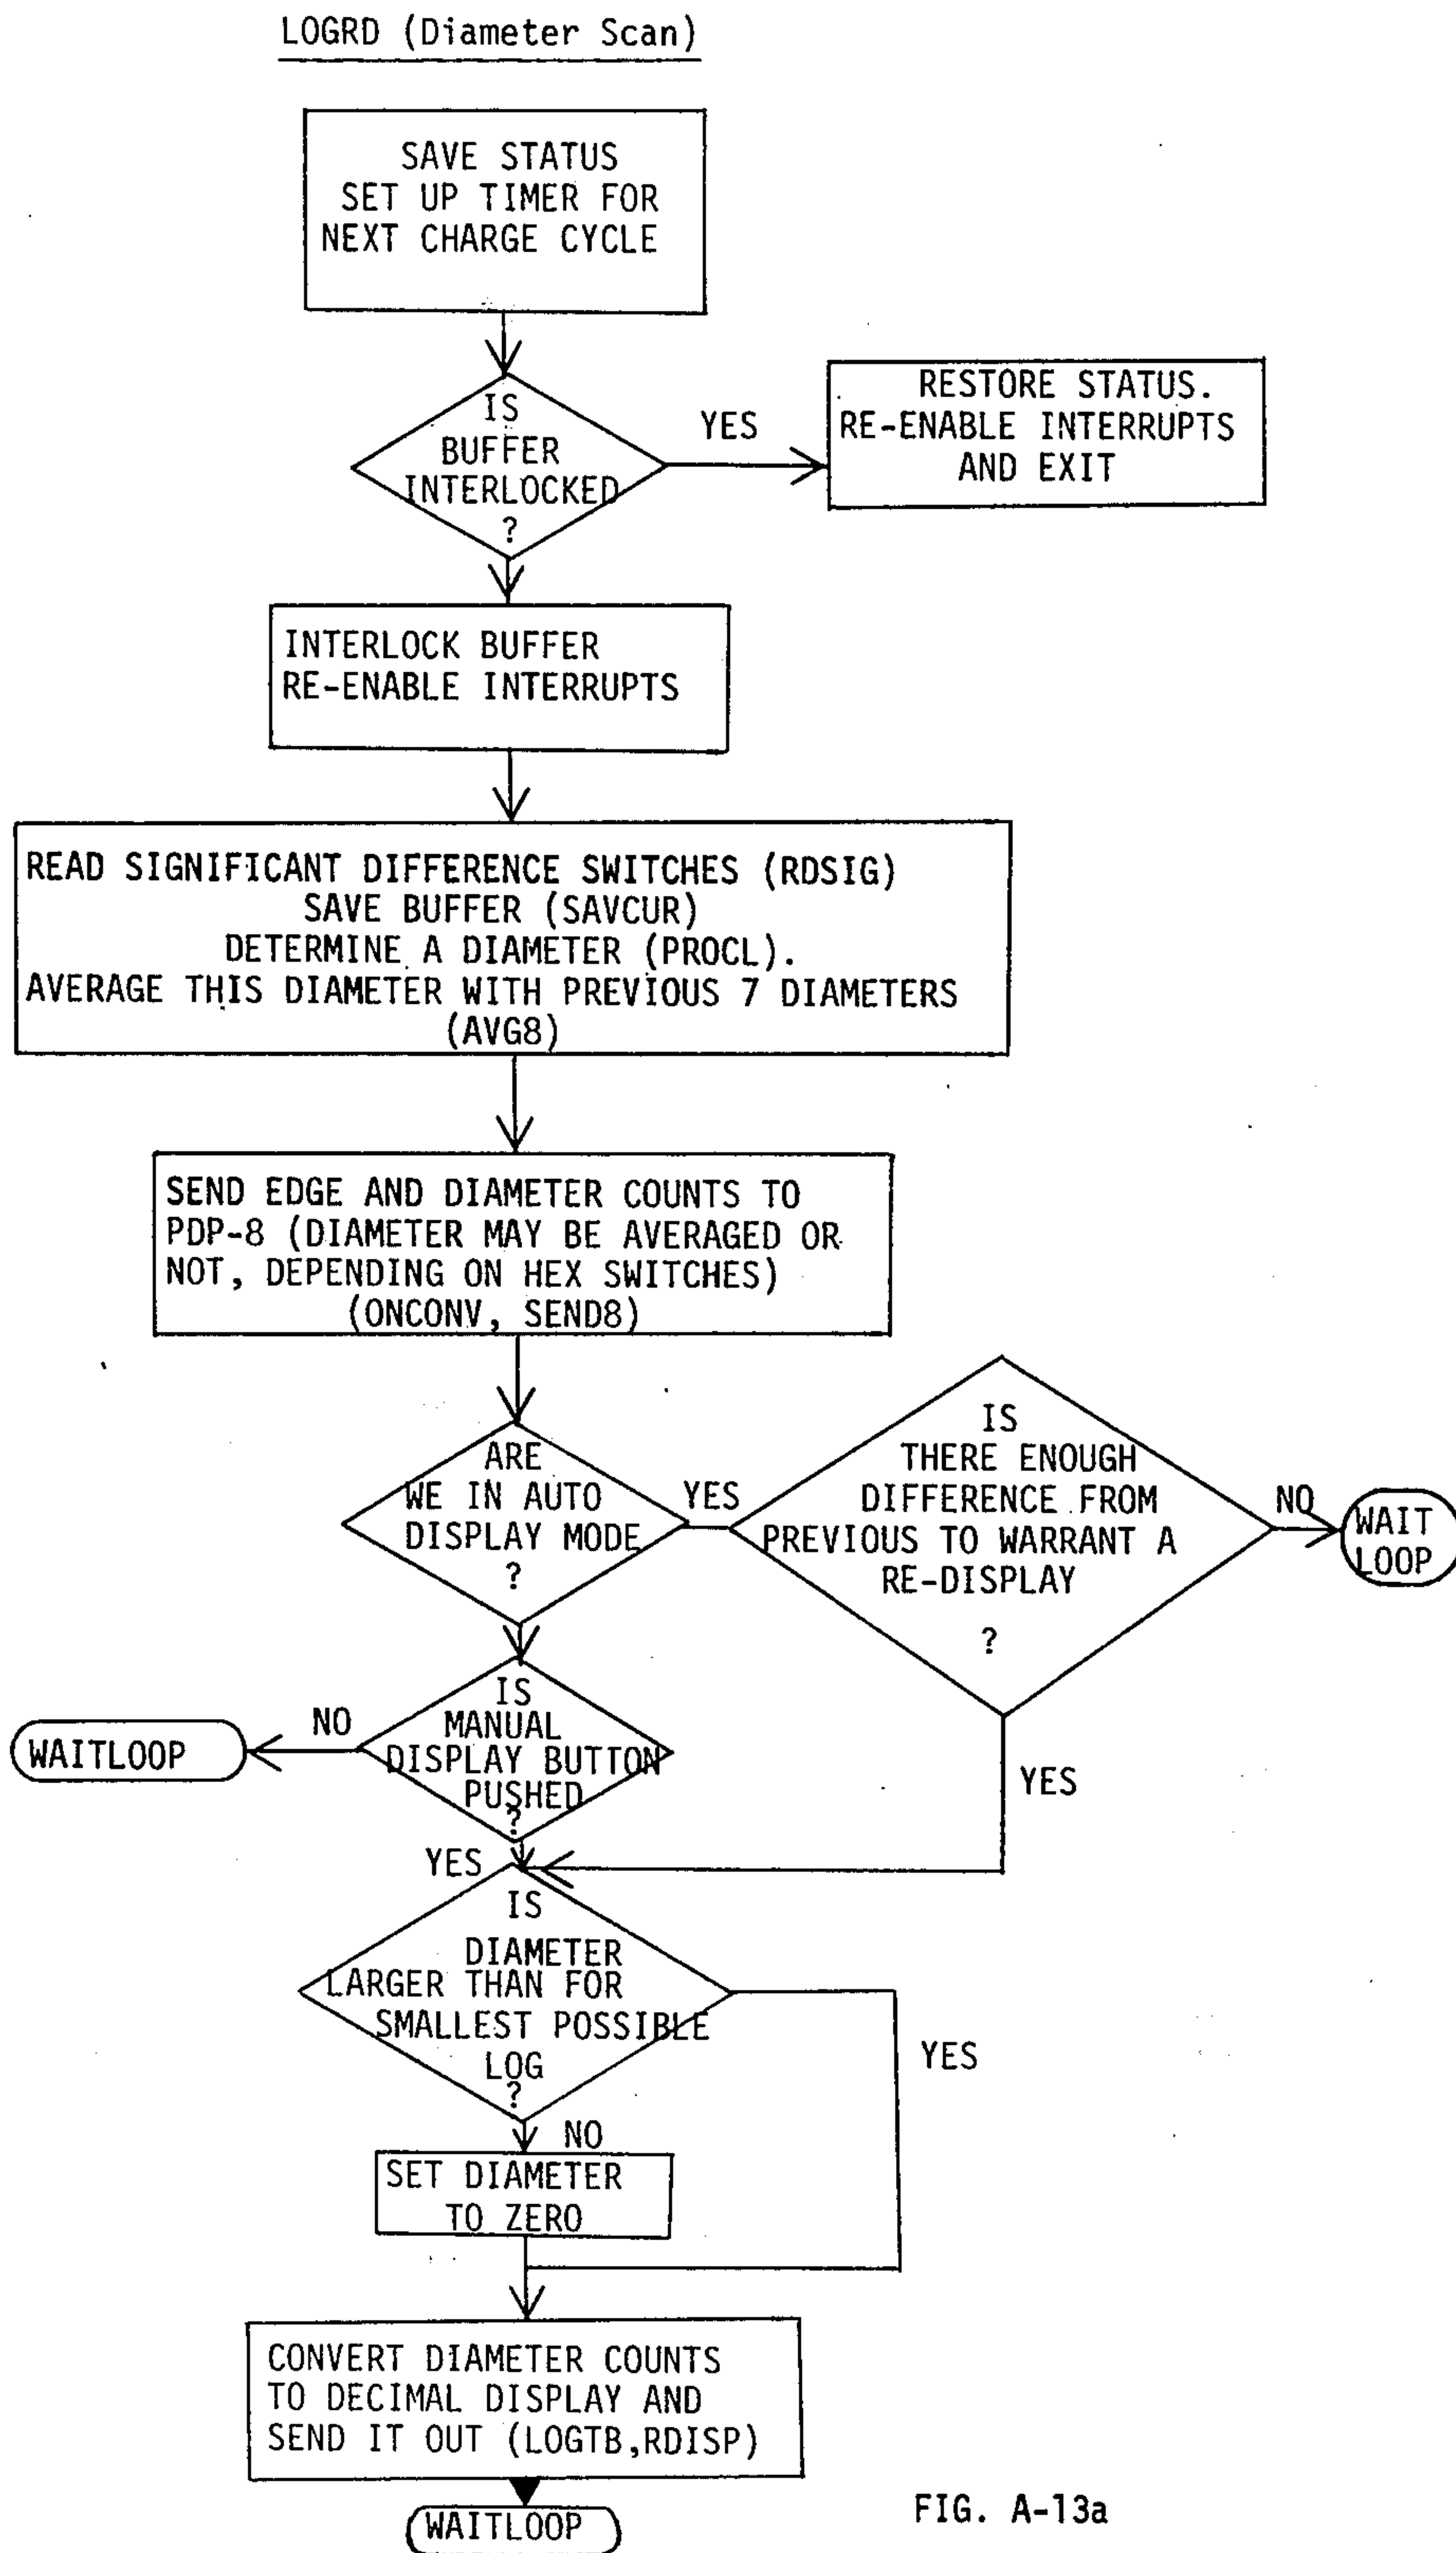 LOGRD (Diameter Scan)
SAVE STATUS
SET UP TIMER FOR
NEXT CHARGE CYCLE
IS
BUFFER
INTERLOCKED
?
YES
RESTORE STATUS.
RE-ENABLE INTERRUPTS
AND EXIT
INTERLOCK BUFFER
RE-ENABLE INTERRUPTS
READ SIGNIFICANT DIFFERENCE SWITCHES (RDSIG)
SAVE BUFFER (SAVCUR)
DETERMINE A DIAMETER (PROCL).
AVERAGE THIS DIAMETER WITH PREVIOUS 7 DIAMETERS
(AVG8)
SEND EDGE AND DIAMETER COUNTS TO
PDP-8 (DIAMETER MAY BE AVERAGED OR
NOT, DEPENDING ON HEX SWITCHES)
(ONCONV, SEND8)
ARE
WE IN AUTO
DISPLAY MODE
?
YES
IS
THERE ENOUGH
DIFFERENCE FROM
PREVIOUS TO WARRANT A
RE-DISPLAY
?
NO
WAIT
LOOP
YES
IS
MANUAL
DISPLAY BUTTON
PUSHED
?
NO
WAITLOOP
YES
IS
DIAMETER
LARGER THAN FOR
SMALLEST POSSIBLE
LOG
?
YES
NO
SET DIAMETER
TO ZERO
CONVERT DIAMETER COUNTS
TO DECIMAL DISPLAY AND
SEND IT OUT (LOGTB,RDISP)
WAITLOOP
FIG. A-13a